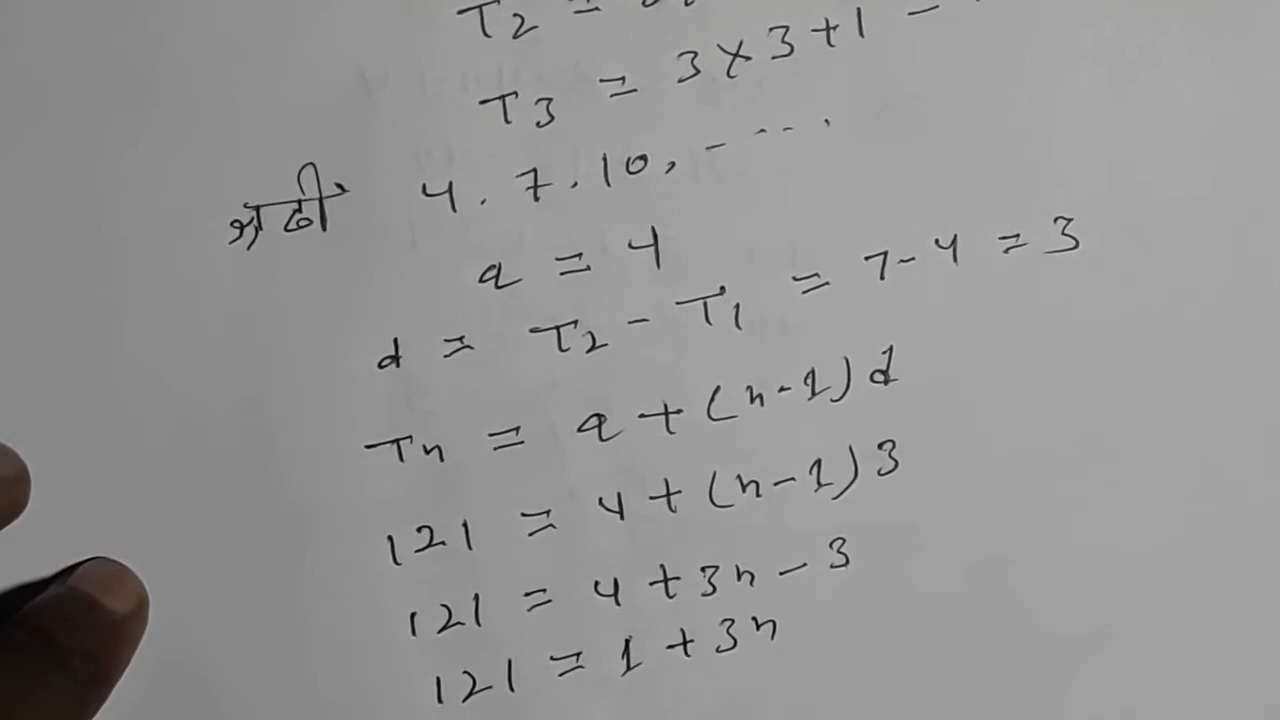 T2 =
T3 = 3 × 3 + 1 -
श्रेढी 4, 7, 10, - - - - .
a = 4
d = T2 - T1 = 7 - 4 = 3
Tn = a + (n-1) d
121 = 4 + (n-1) 3
121 = 4 + 3n - 3
121 = 1 + 3n